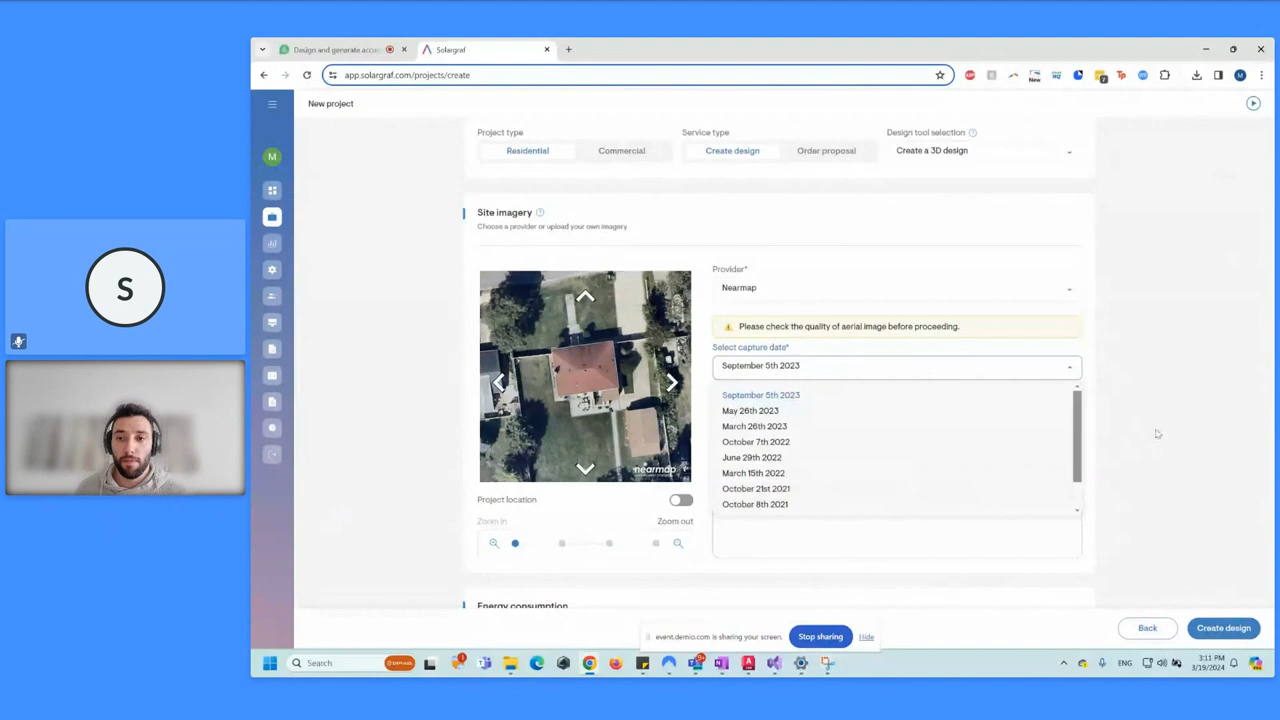 S
Design and generate accu
Solargraf
app.solargraf.com/projects/create
New
New project
M
Project type
Service type
Design tool selection
Residential
Commercial
Create design
Order proposal
Create a 3D design
Site imagery
Choose a provider or upload your own imagery
Provider*
Nearmap
Please check the quality of aerial image before proceeding.
Select capture date*
September 5th 2023
September 5th 2023
May 26th 2023
March 26th 2023
October 7th 2022
June 29th 2022
March 15th 2022
October 21st 2021
October 8th 2021
nearmap
Project location
Zoom in
Zoom out
Energy consumption
Back
Create design
event.demio.com is sharing your screen.
Stop sharing
Hide
Search
ENG
3:11 PM
3/19/2024